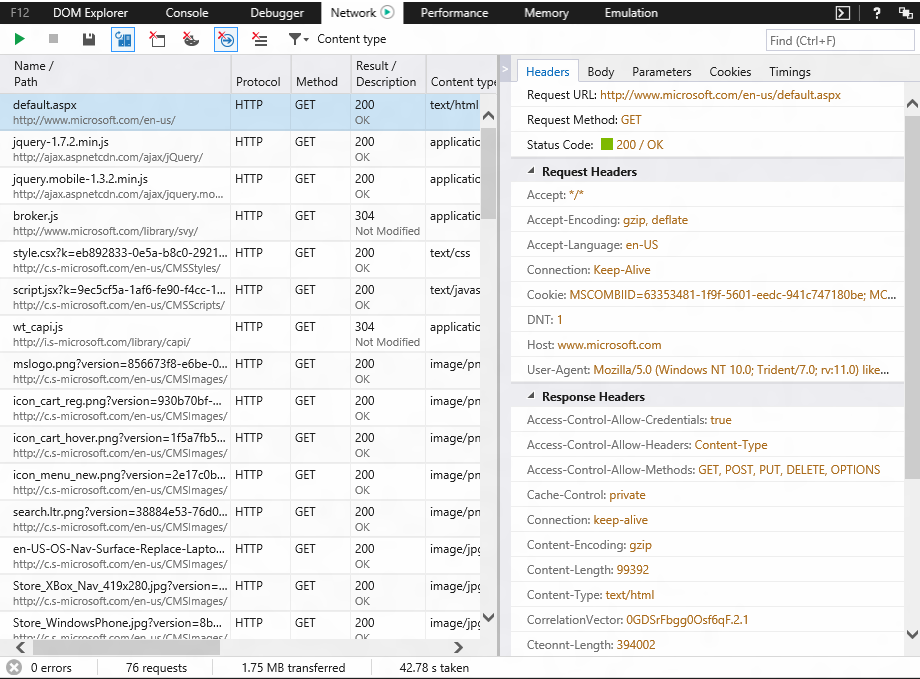 F12 DOM Explorer Console Debugger Network Performance Memory Emulation ?
Content type Find (Ctrl+F)
Name /
Path
Protocol
Method
Result /
Description
Content type
default.aspx HTTP GET 200 text/html
http://www.microsoft.com/en-us/ OK
jquery-1.7.2.min.js HTTP GET 200 applicatio
http://ajax.aspnetcdn.com/ajax/jQuery/ OK
jquery.mobile-1.3.2.min.js HTTP GET 200 applicatio
http://ajax.aspnetcdn.com/ajax/jquery.mo... OK
broker.js HTTP GET 304 applicatio
http://www.microsoft.com/library/svy/ Not Modified
style.csx?k=eb892833-0e5a-b8c0-2921... HTTP GET 200 text/css
http://c.s-microsoft.com/en-us/CMSStyles/ OK
script.jsx?k=9ec5cf5a-1af6-fe90-f4cc-1... HTTP GET 200 text/javas
http://c.s-microsoft.com/en-us/CMSScripts/ OK
wt_capi.js HTTP GET 304 applicatio
http://i.s-microsoft.com/library/capi/ Not Modified
mslogo.png?version=856673f8-e6be-0... HTTP GET 200 image/pn
http://c.s-microsoft.com/en-us/CMSImages/ OK
icon_cart_reg.png?version=930b70bf-... HTTP GET 200 image/pn
http://c.s-microsoft.com/en-us/CMSImages/ OK
icon_cart_hover.png?version=1f5a7fb5... HTTP GET 200 image/pn
http://c.s-microsoft.com/en-us/CMSImages/ OK
icon_menu_new.png?version=2e17c0b... HTTP GET 200 image/pn
http://c.s-microsoft.com/en-us/CMSImages/ OK
search.ltr.png?version=38884e53-76d0... HTTP GET 200 image/pn
http://c.s-microsoft.com/en-us/CMSImages/ OK
en-US-OS-Nav-Surface-Replace-Lapto... HTTP GET 200 image/jpg
http://c.s-microsoft.com/en-us/CMSImages/ OK
Store_XBox_Nav_419x280.jpg?version=... HTTP GET 200 image/jpg
http://c.s-microsoft.com/en-us/CMSImages/ OK
Store_WindowsPhone.jpg?version=8b... HTTP GET 200 image/jpg
http://c.s-microsoft.com/en-us/CMSImages/ OK
Headers Body Parameters Cookies Timings
Request URL: http://www.microsoft.com/en-us/default.aspx
Request Method: GET
Status Code: 200 / OK
Request Headers
Accept: */*
Accept-Encoding: gzip, deflate
Accept-Language: en-US
Connection: Keep-Alive
Cookie: MSCOMBIID=63353481-1f9f-5601-eedc-941c747180be; MC...
DNT: 1
Host: www.microsoft.com
User-Agent: Mozilla/5.0 (Windows NT 10.0; Trident/7.0; rv:11.0) like...
Response Headers
Access-Control-Allow-Credentials: true
Access-Control-Allow-Headers: Content-Type
Access-Control-Allow-Methods: GET, POST, PUT, DELETE, OPTIONS
Cache-Control: private
Connection: keep-alive
Content-Encoding: gzip
Content-Length: 99392
Content-Type: text/html
CorrelationVector: 0GDSrFbgg0Osf6qF.2.1
Cteonnt-Length: 394002
0 errors 76 requests 1.75 MB transferred 42.78 s taken